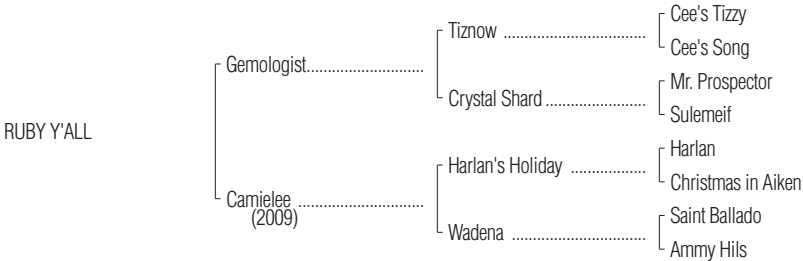 Cee's Tizzy
Tiznow ................................
Cee's Song
Gemologist..........................
Mr. Prospector
Crystal Shard ......................
Sulemeif
RUBY Y'ALL
Harlan
Harlan's Holiday .................
Christmas in Aiken
Camielee ............................
(2009)
Saint Ballado
Wadena ..............................
Ammy Hils